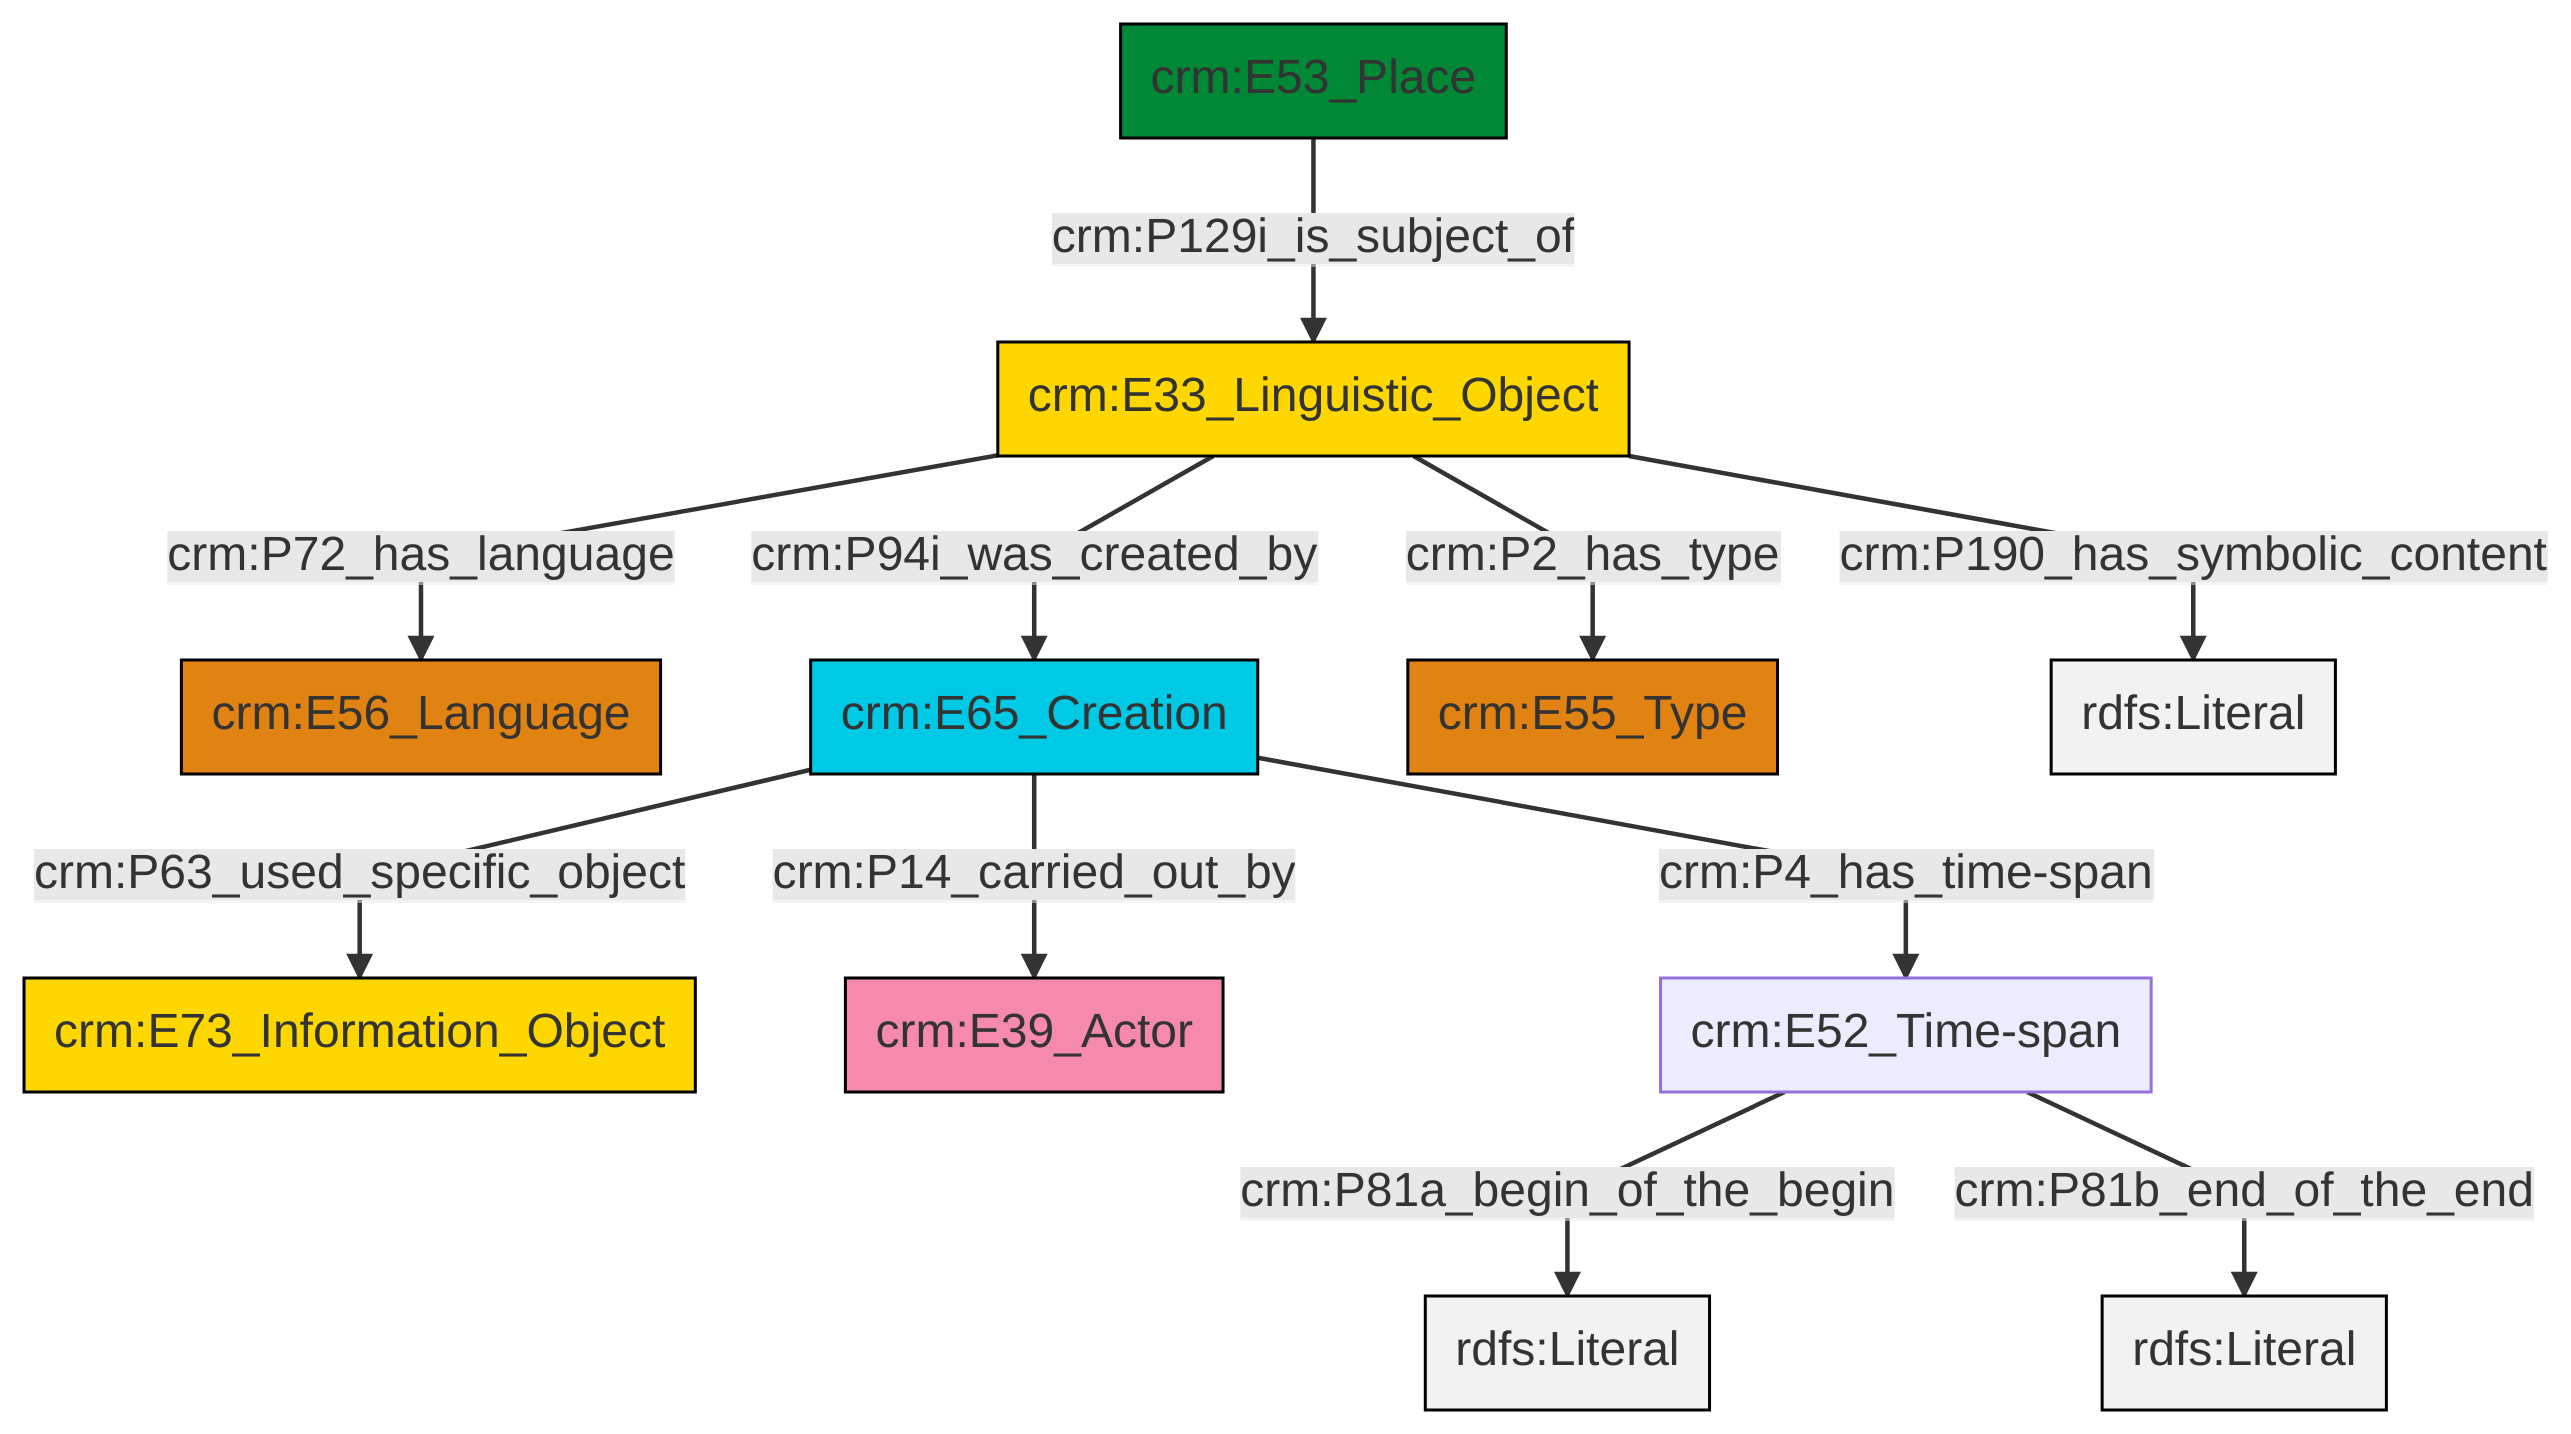 crm:E53_Place
crm:P129i_is_subject_of
crm:E33_Linguistic_Object
crm:P72_has_language
crm:P94i_was_created_by
crm:P2_has_type
crm:P190_has_symbolic_content
crm:E56_Language
crm:E65_Creation
crm:E55_Type
rdfs:Literal
crm:P63_used_specific_object
crm:P14_carried_out_by
crm:P4_has_time-span
crm:E73_Information_Object
crm:E39_Actor
crm:E52_Time-span
crm:P81a_begin_of_the_begin
crm:P81b_end_of_the_end
rdfs:Literal
rdfs:Literal